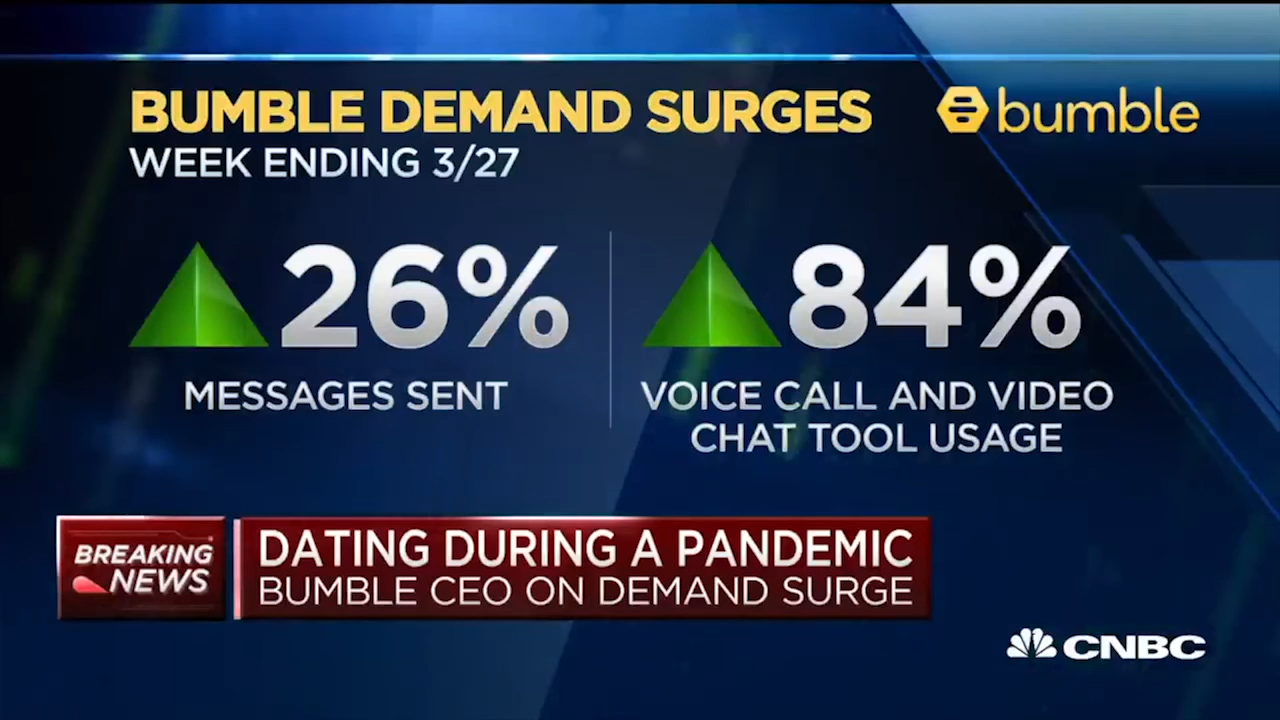 BUMBLE DEMAND SURGES
bumble
WEEK ENDING 3/27
26%
MESSAGES SENT
84%
VOICE CALL AND VIDEO
CHAT TOOL USAGE
BREAKING
NEWS
DATING DURING A PANDEMIC
BUMBLE CEO ON DEMAND SURGE
CNBC